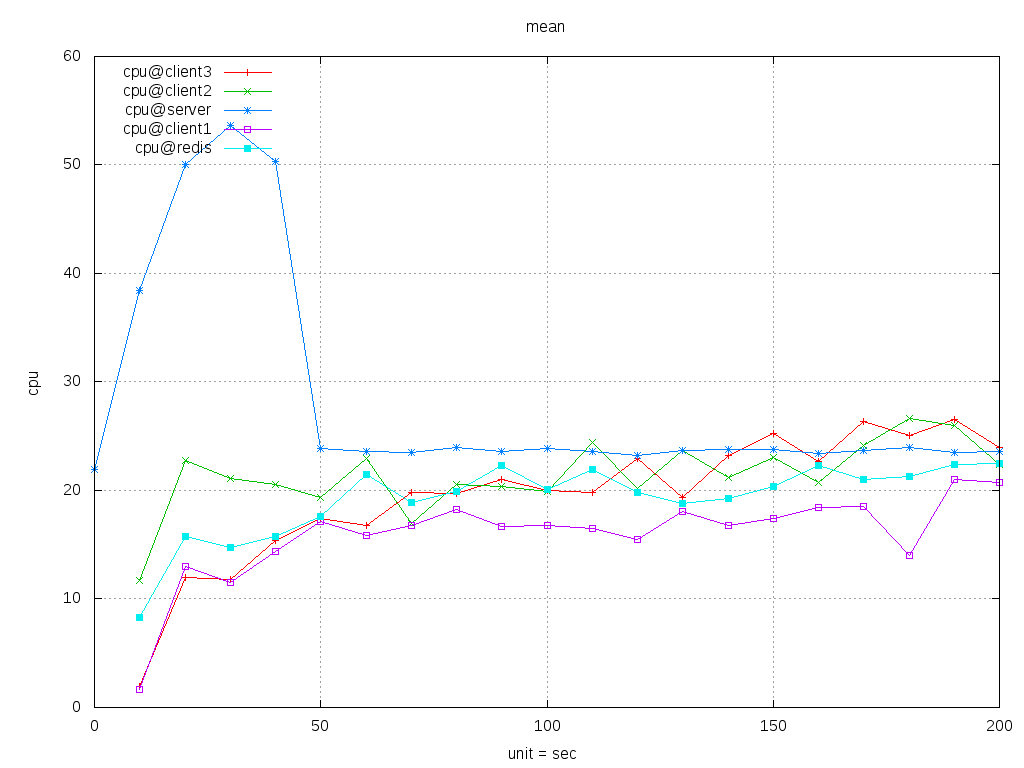 mean
60
50
40
30
20
10
0
cpu
cpu@client3
cpu@client2
cpu@server
cpu@client1
cpu@redis
0 50 100 150 200
unit = sec